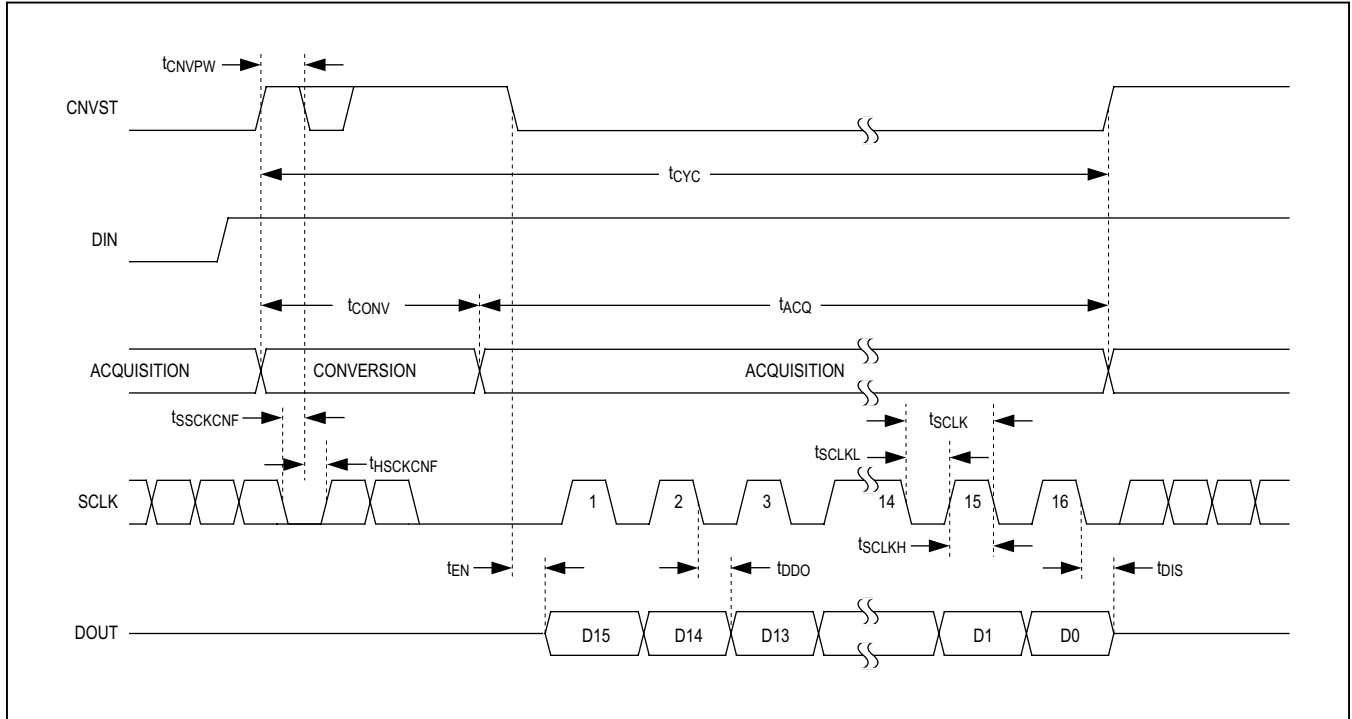 tCNVPW
CNVST
tCYC
DIN
tCONV tACQ
ACQUISITION CONVERSION ACQUISITION
tSSCKCNF tSCLK
tHSCKCNF tSCLKL
SCLK 1 2 3 14 15 16
tSCLKH
tEN tDDO tDIS
DOUT D15 D14 D13 D1 D0